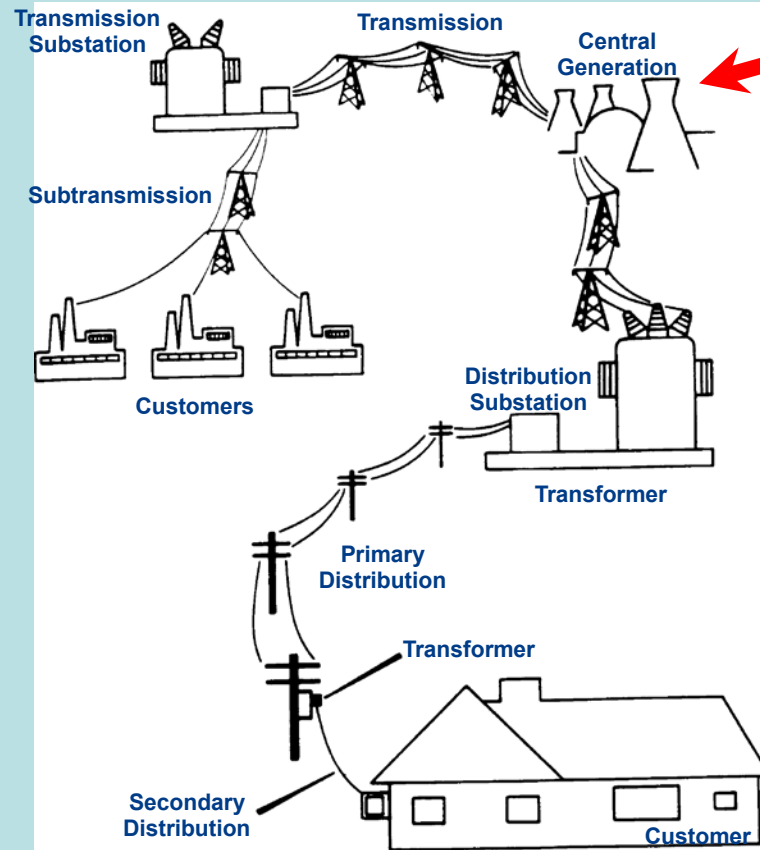 Transmission
Substation
Transmission
Central
Generation
Subtransmission
Customers
Distribution
Substation
Transformer
Primary
Distribution
Transformer
Secondary
Distribution
Customer